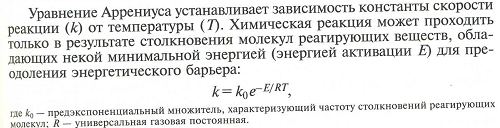 Уравнение Аррениуса устанавливает зависимость константы скорости
реакции (k) от температуры (T). Химическая реакция может проходить
только в результате столкновения молекул реагирующих веществ, обла-
дающих некой минимальной энергией (энергией активации E) для пре-
одоления энергетического барьера:
k = k₀e^{-E/RT},
где k₀ — предэкспоненциальный множитель, характеризующий частоту столкновений реагирующих
молекул; R — универсальная газовая постоянная.